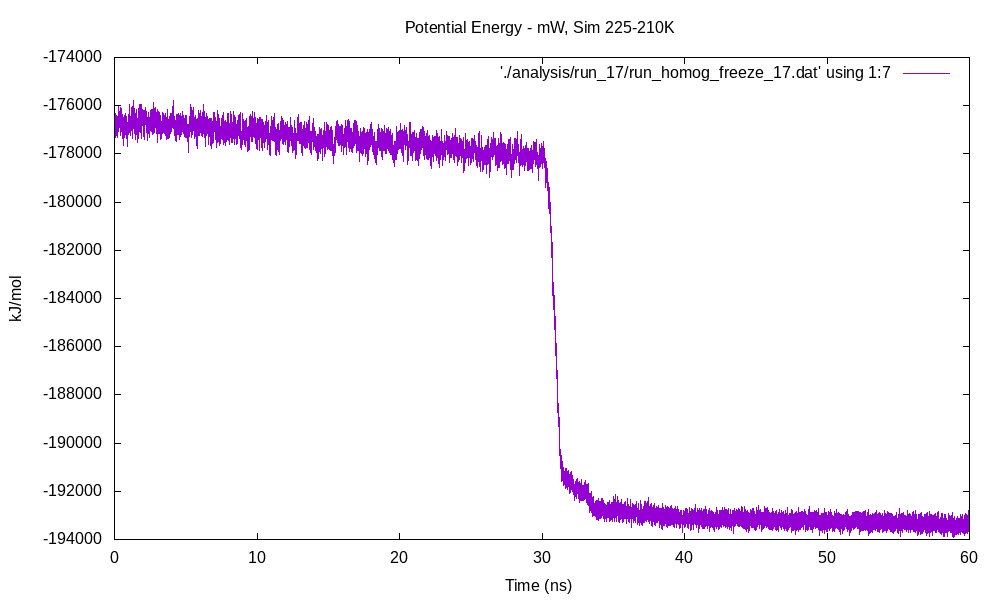 Potential Energy - mW, Sim 225-210K
'./analysis/run_17/run_homog_freeze_17.dat' using 1:7
-174000
-176000
-178000
-180000
-182000
-184000
-186000
-188000
-190000
-192000
-194000
kJ/mol
0 10 20 30 40 50 60
Time (ns)